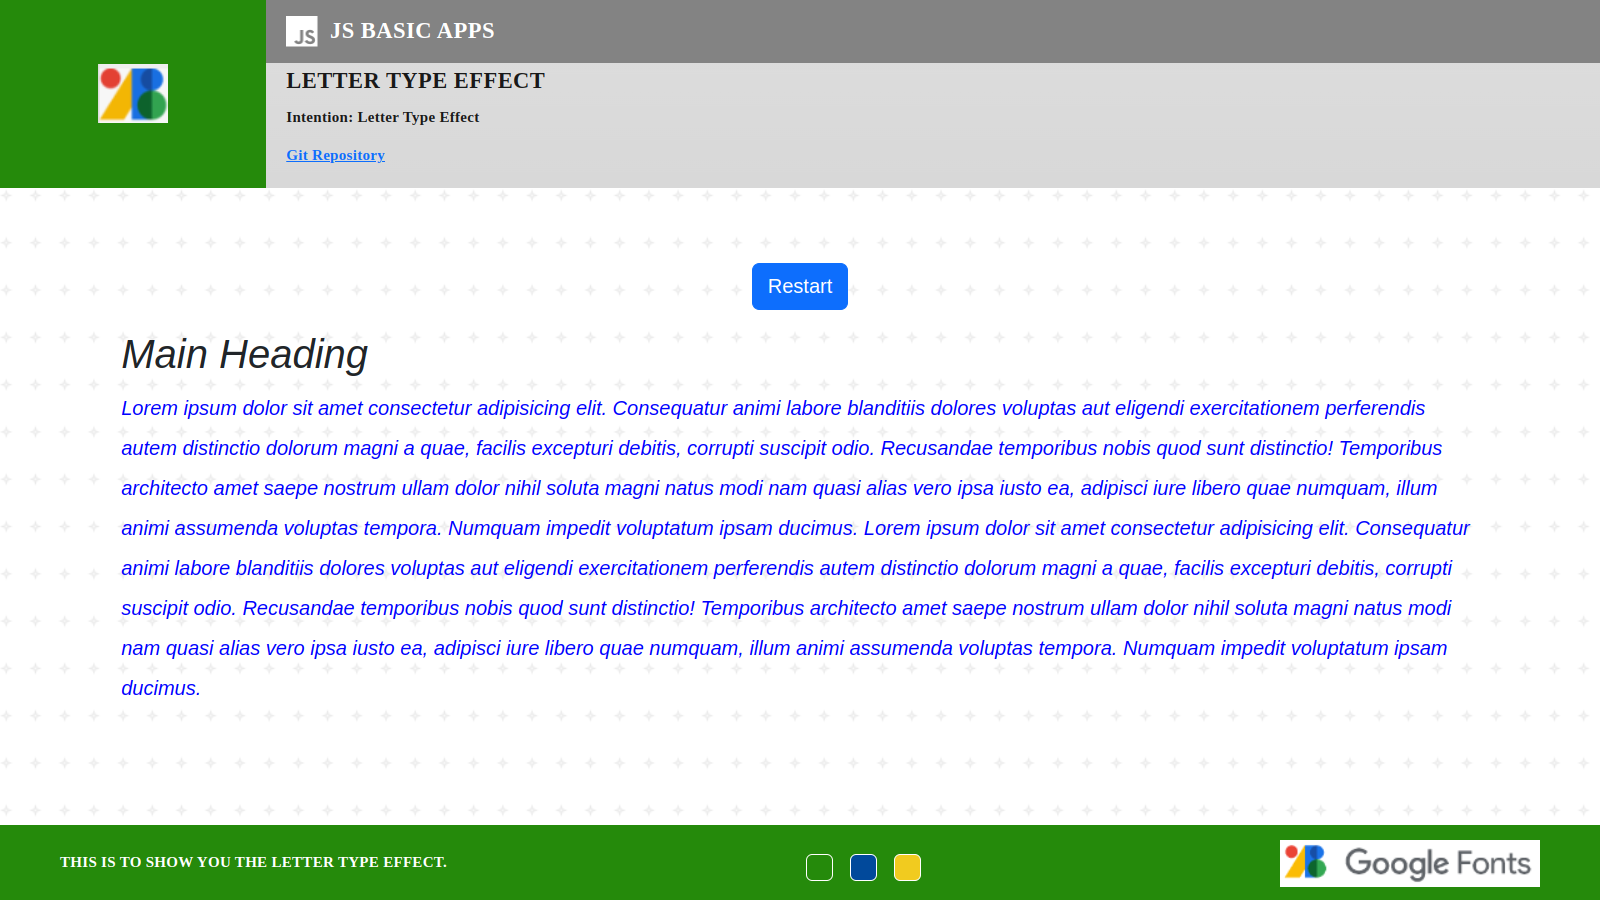 JS
JS BASIC APPS
LETTER TYPE EFFECT
Intention: Letter Type Effect
Git Repository
Restart
Main Heading
Lorem ipsum dolor sit amet consectetur adipisicing elit. Consequatur animi labore blanditiis dolores voluptas aut eligendi exercitationem perferendis
autem distinctio dolorum magni a quae, facilis excepturi debitis, corrupti suscipit odio. Recusandae temporibus nobis quod sunt distinctio! Temporibus
architecto amet saepe nostrum ullam dolor nihil soluta magni natus modi nam quasi alias vero ipsa iusto ea, adipisci iure libero quae numquam, illum
animi assumenda voluptas tempora. Numquam impedit voluptatum ipsam ducimus. Lorem ipsum dolor sit amet consectetur adipisicing elit. Consequatur
animi labore blanditiis dolores voluptas aut eligendi exercitationem perferendis autem distinctio dolorum magni a quae, facilis excepturi debitis, corrupti
suscipit odio. Recusandae temporibus nobis quod sunt distinctio! Temporibus architecto amet saepe nostrum ullam dolor nihil soluta magni natus modi
nam quasi alias vero ipsa iusto ea, adipisci iure libero quae numquam, illum animi assumenda voluptas tempora. Numquam impedit voluptatum ipsam
ducimus.
THIS IS TO SHOW YOU THE LETTER TYPE EFFECT.
Google Fonts